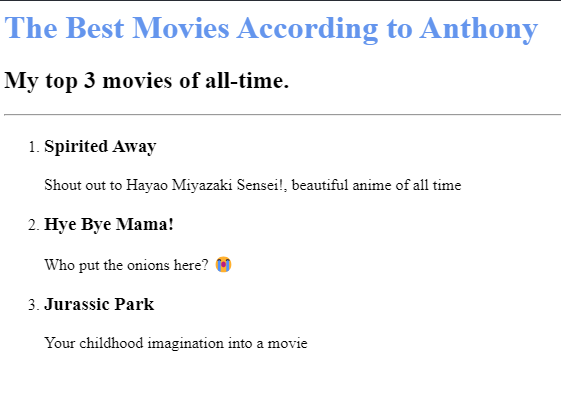 The Best Movies According to Anthony
My top 3 movies of all-time.
1. Spirited Away
Shout out to Hayao Miyazaki Sensei!, beautiful anime of all time
2. Hye Bye Mama!
Who put the onions here? 😭
3. Jurassic Park
Your childhood imagination into a movie